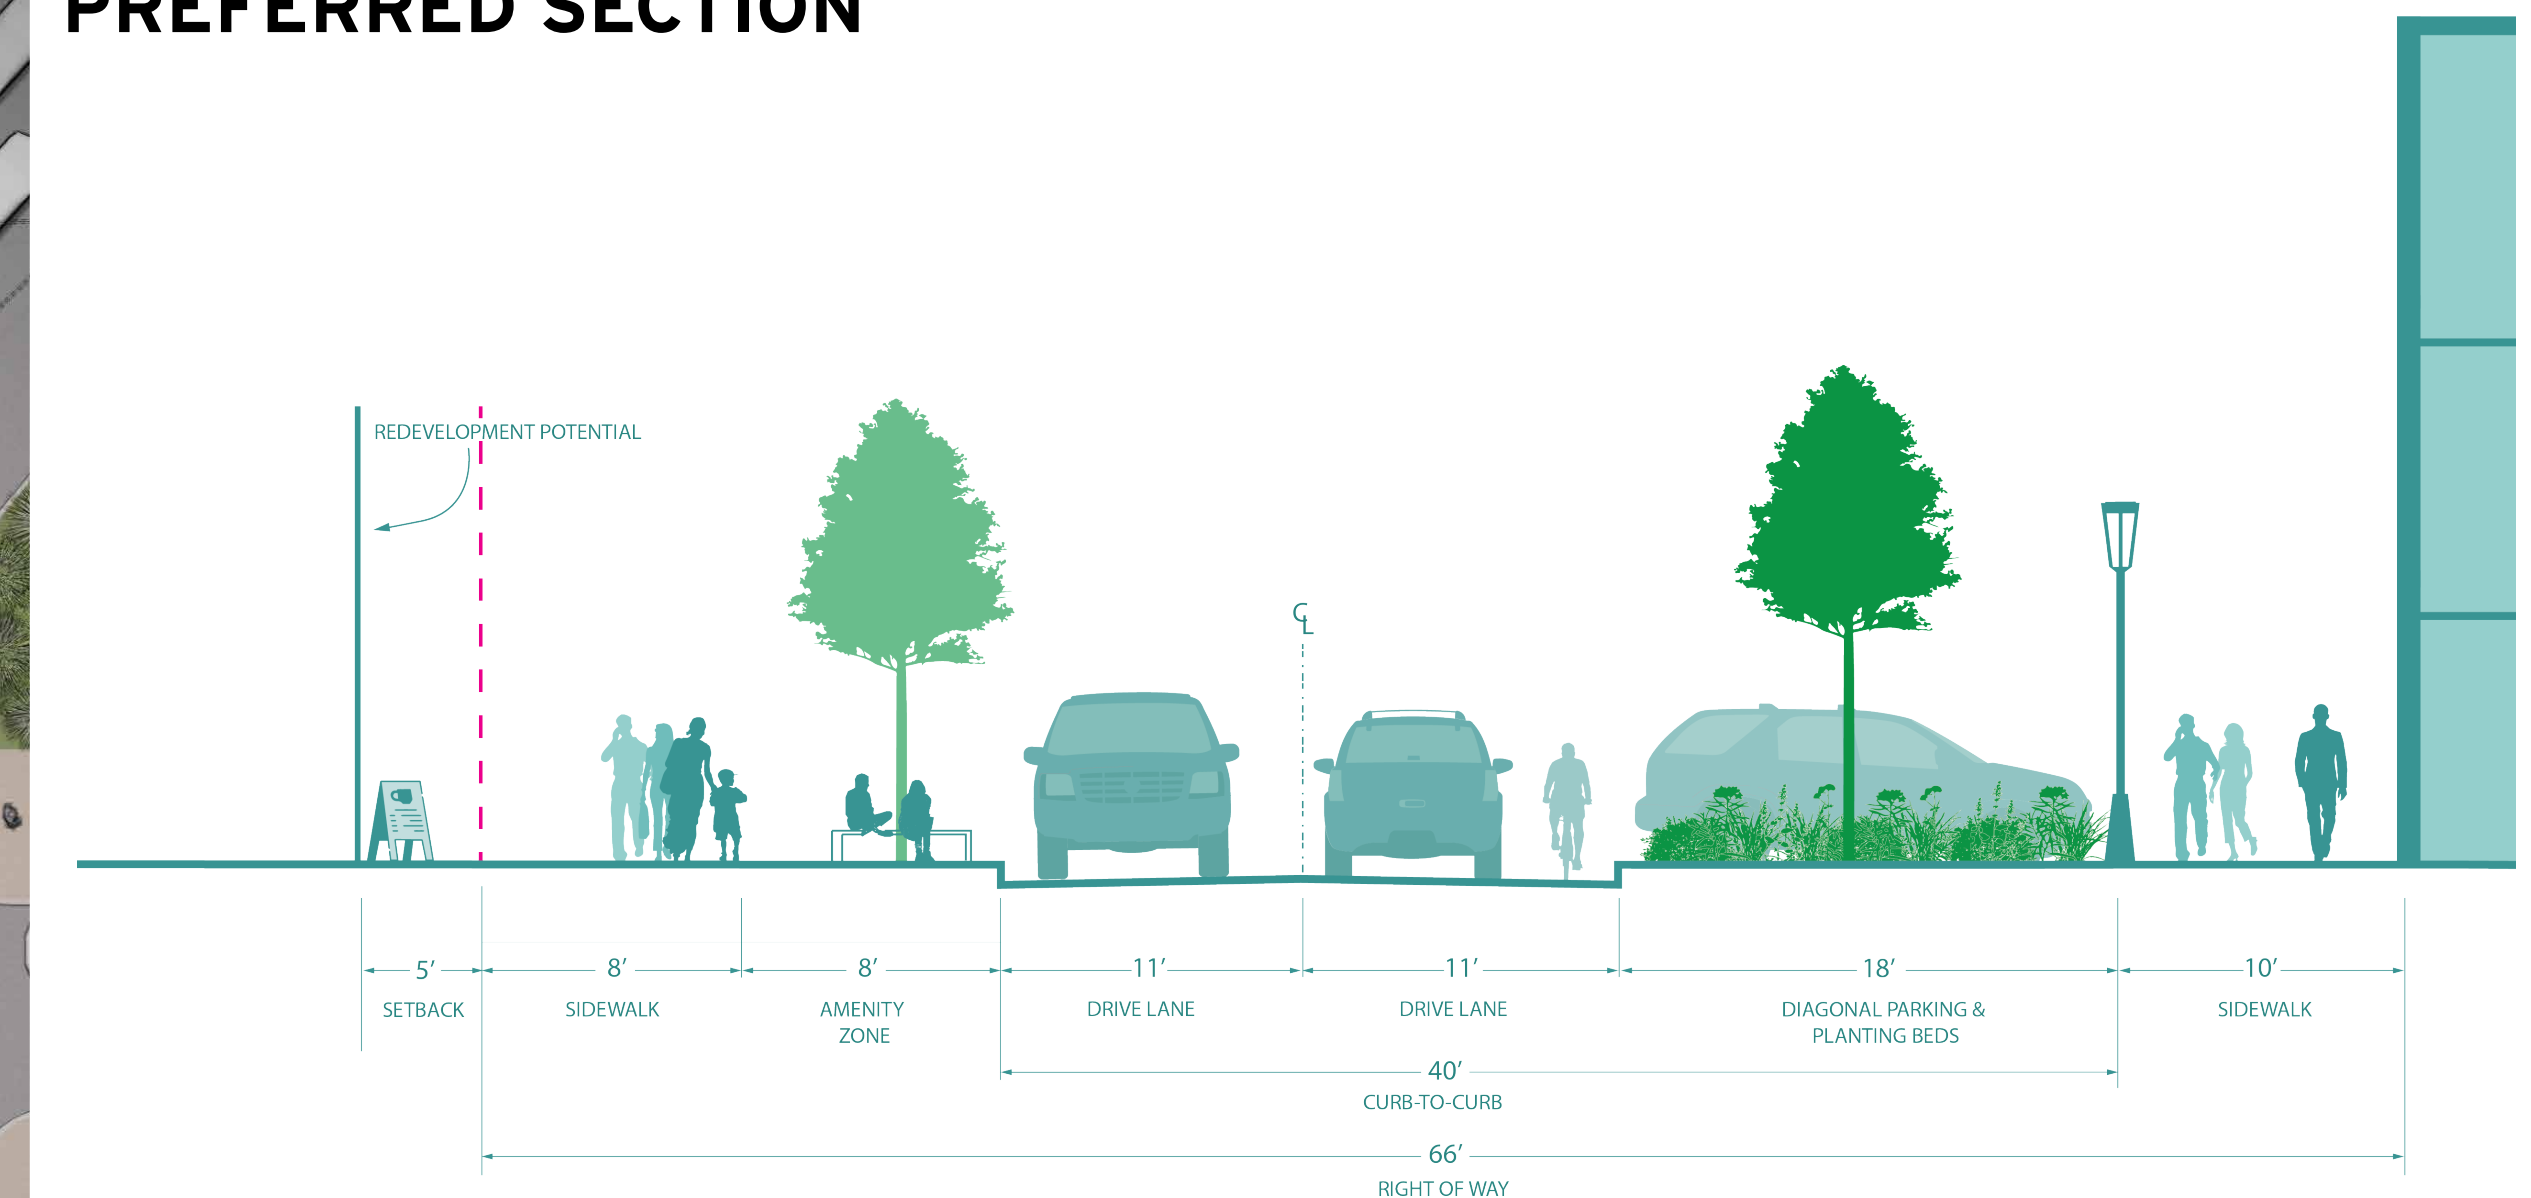 PREFERRED SECTION
REDEVELOPMENT POTENTIAL
CL
5’ 8’ 8’ 11’ 11’ 18’ 10’
SETBACK SIDEWALK AMENITY DRIVE LANE DRIVE LANE DIAGONAL PARKING & SIDEWALK
ZONE PLANTING BEDS
40’
CURB-TO-CURB
66’
RIGHT OF WAY